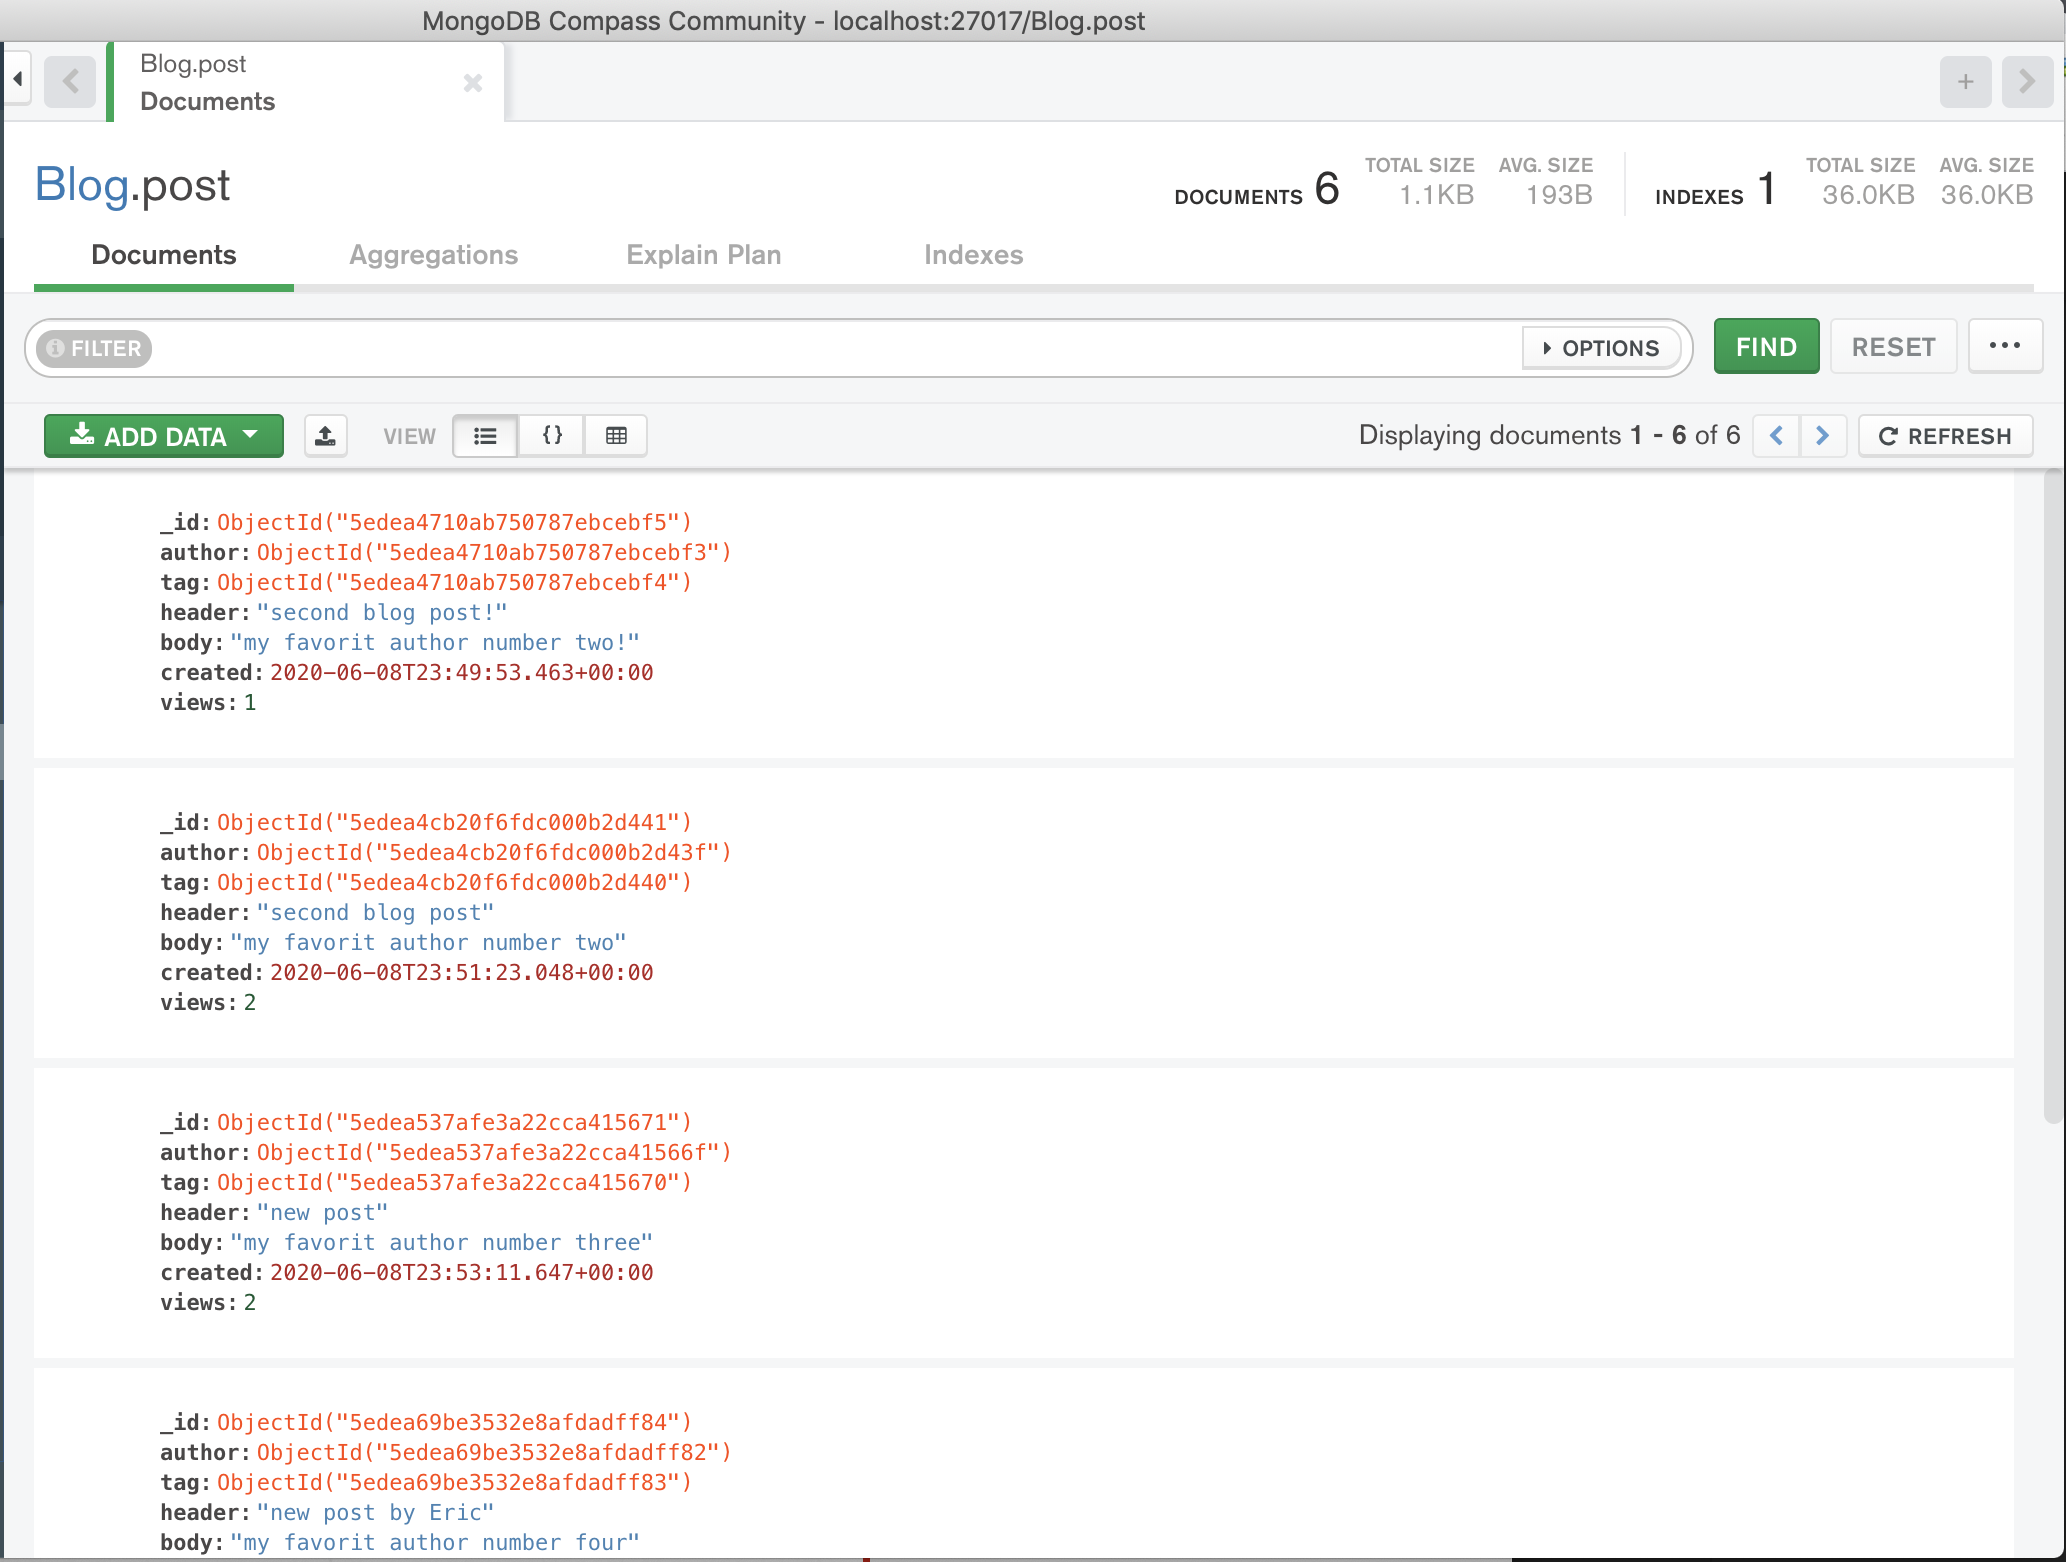 MongoDB Compass Community - localhost:27017/Blog.post
Blog.post
Documents
Blog.post
DOCUMENTS 6 TOTAL SIZE 1.1KB AVG. SIZE 193B INDEXES 1 TOTAL SIZE 36.0KB AVG. SIZE 36.0KB
Documents Aggregations Explain Plan Indexes
FILTER OPTIONS FIND RESET ...
ADD DATA VIEW {} Displaying documents 1 - 6 of 6 REFRESH
_id: ObjectId("5edea4710ab750787ebcebf5")
author: ObjectId("5edea4710ab750787ebcebf3")
tag: ObjectId("5edea4710ab750787ebcebf4")
header: "second blog post!"
body: "my favorit author number two!"
created: 2020-06-08T23:49:53.463+00:00
views: 1
_id: ObjectId("5edea4cb20f6fdc000b2d441")
author: ObjectId("5edea4cb20f6fdc000b2d43f")
tag: ObjectId("5edea4cb20f6fdc000b2d440")
header: "second blog post"
body: "my favorit author number two"
created: 2020-06-08T23:51:23.048+00:00
views: 2
_id: ObjectId("5edea537afe3a22cca415671")
author: ObjectId("5edea537afe3a22cca41566f")
tag: ObjectId("5edea537afe3a22cca415670")
header: "new post"
body: "my favorit author number three"
created: 2020-06-08T23:53:11.647+00:00
views: 2
_id: ObjectId("5edea69be3532e8afdadff84")
author: ObjectId("5edea69be3532e8afdadff82")
tag: ObjectId("5edea69be3532e8afdadff83")
header: "new post by Eric"
body: "my favorit author number four"